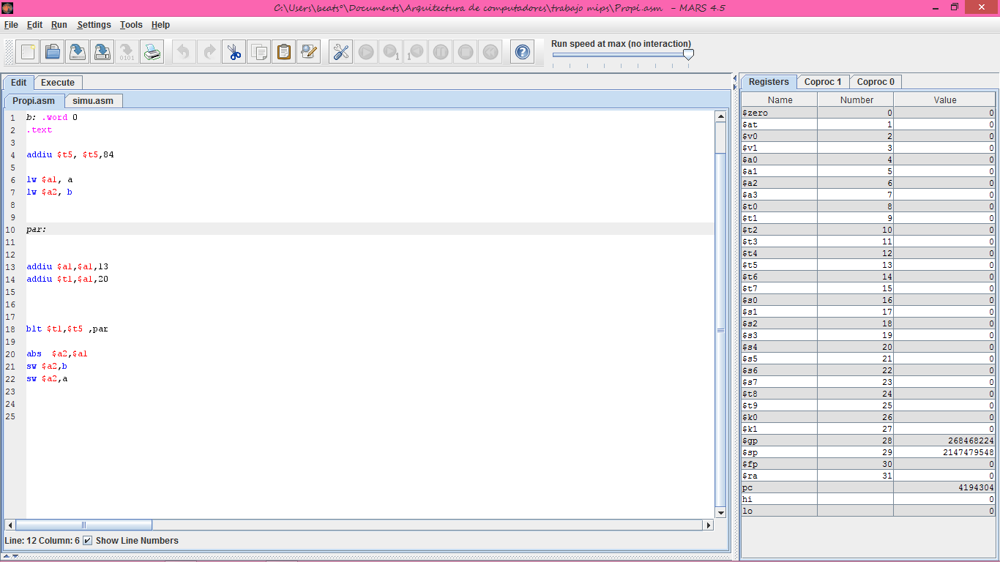 C:\Users\beats°\Documents\Arquitectura de computadores\trabajo mips\Propi.asm - MARS 4.5
File Edit Run Settings Tools Help
Run speed at max (no interaction)
Edit Execute
Propi.asm simu.asm
1 b: .word 0
2 .text
3
4 addiu $t5, $t5,84
5
6 lw $a1, a
7 lw $a2, b
8
9
10 par:
11
12
13 addiu $a1,$a1,13
14 addiu $t1,$a1,20
15
16
17
18 blt $t1,$t5 ,par
19
20 abs  $a2,$a1
21 sw $a2,b
22 sw $a2,a
23
24
25
Line: 12 Column: 6 Show Line Numbers
Registers Coproc 1 Coproc 0
Name Number Value
$zero 0 0
$at 1 0
$v0 2 0
$v1 3 0
$a0 4 0
$a1 5 0
$a2 6 0
$a3 7 0
$t0 8 0
$t1 9 0
$t2 10 0
$t3 11 0
$t4 12 0
$t5 13 0
$t6 14 0
$t7 15 0
$s0 16 0
$s1 17 0
$s2 18 0
$s3 19 0
$s4 20 0
$s5 21 0
$s6 22 0
$s7 23 0
$t8 24 0
$t9 25 0
$k0 26 0
$k1 27 0
$gp 28 268468224
$sp 29 2147479548
$fp 30 0
$ra 31 0
pc 4194304
hi 0
lo 0